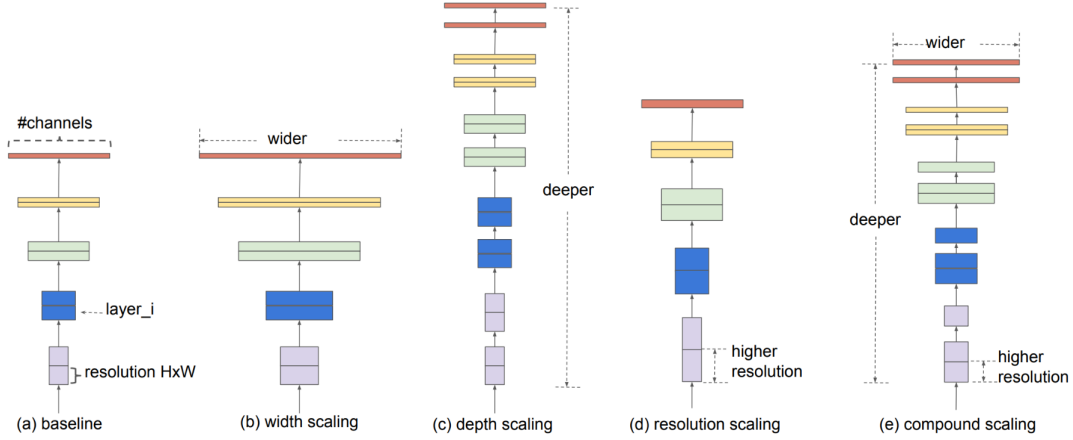 #channels
layer_i
resolution HxW
(a) baseline
wider
(b) width scaling
deeper
(c) depth scaling
higher
resolution
(d) resolution scaling
wider
deeper
higher
resolution
(e) compound scaling